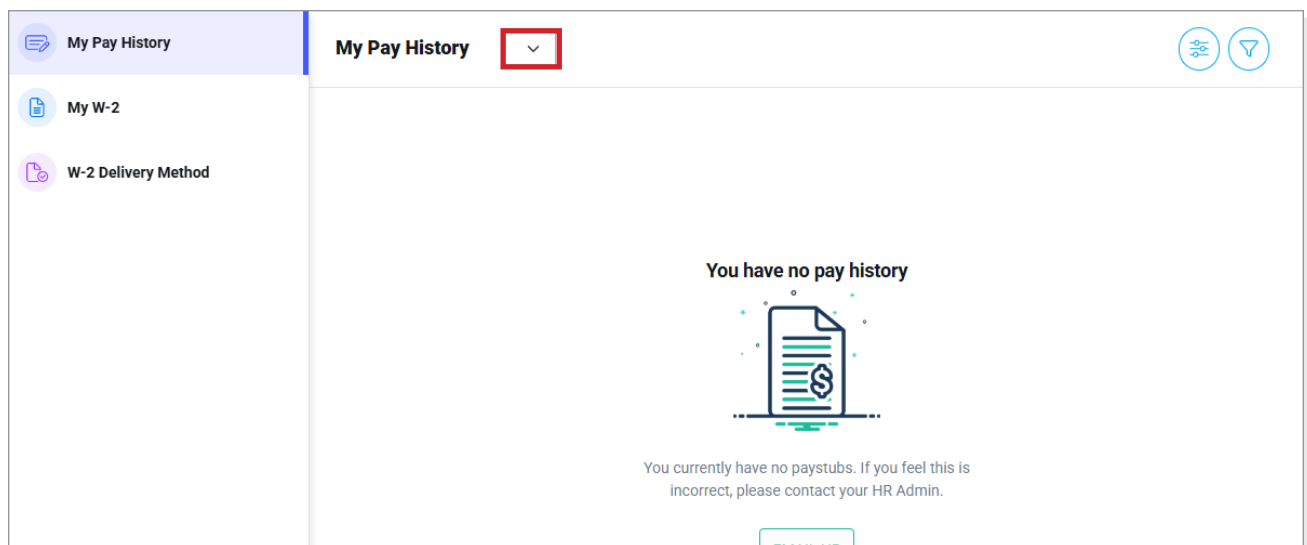 My Pay History
My W-2
W-2 Delivery Method
My Pay History
You have no pay history
$
You currently have no paystubs. If you feel this is
incorrect, please contact your HR Admin.